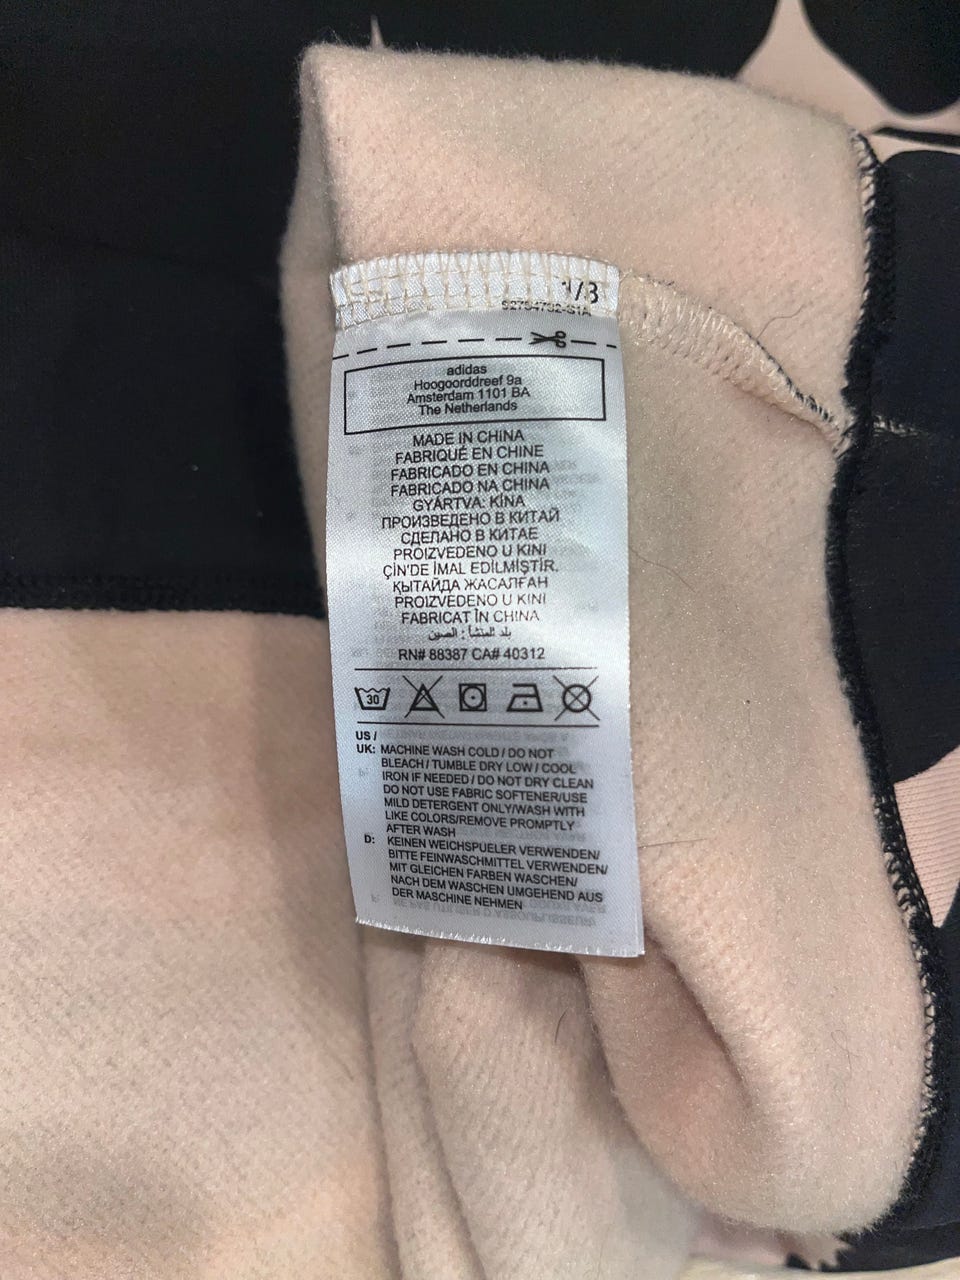 1/8
adidas
Hoogoorddreef 9a
Amsterdam 1101 BA
The Netherlands
MADE IN CHINA
FABRIQUÉ EN CHINE
FABRICADO EN CHINA
FABRICADO NA CHINA
GYÁRTVA: KÍNA
ПРОИЗВЕДЕНО В КИТАЙ
СДЕЛАНО В КИТАЕ
PROIZVEDENO U KINI
ÇİN'DE İMAL EDİLMİŞTİR.
ҚЫТАЙДА ЖАСАЛҒАН
PROIZVEDENO U KINI
FABRICAT ÎN CHINA
بلد المنشأ : الصين
RN# 88387 CA# 40312
30
US /
UK: MACHINE WASH COLD / DO NOT
BLEACH / TUMBLE DRY LOW / COOL
IRON IF NEEDED / DO NOT DRY CLEAN
DO NOT USE FABRIC SOFTENER/USE
MILD DETERGENT ONLY/WASH WITH
LIKE COLORS/REMOVE PROMPTLY
AFTER WASH
D: KEINEN WEICHSPUELER VERWENDEN/
BITTE FEINWASCHMITTEL VERWENDEN/
MIT GLEICHEN FARBEN WASCHEN/
NACH DEM WASCHEN UMGEHEND AUS
DER MASCHINE NEHMEN